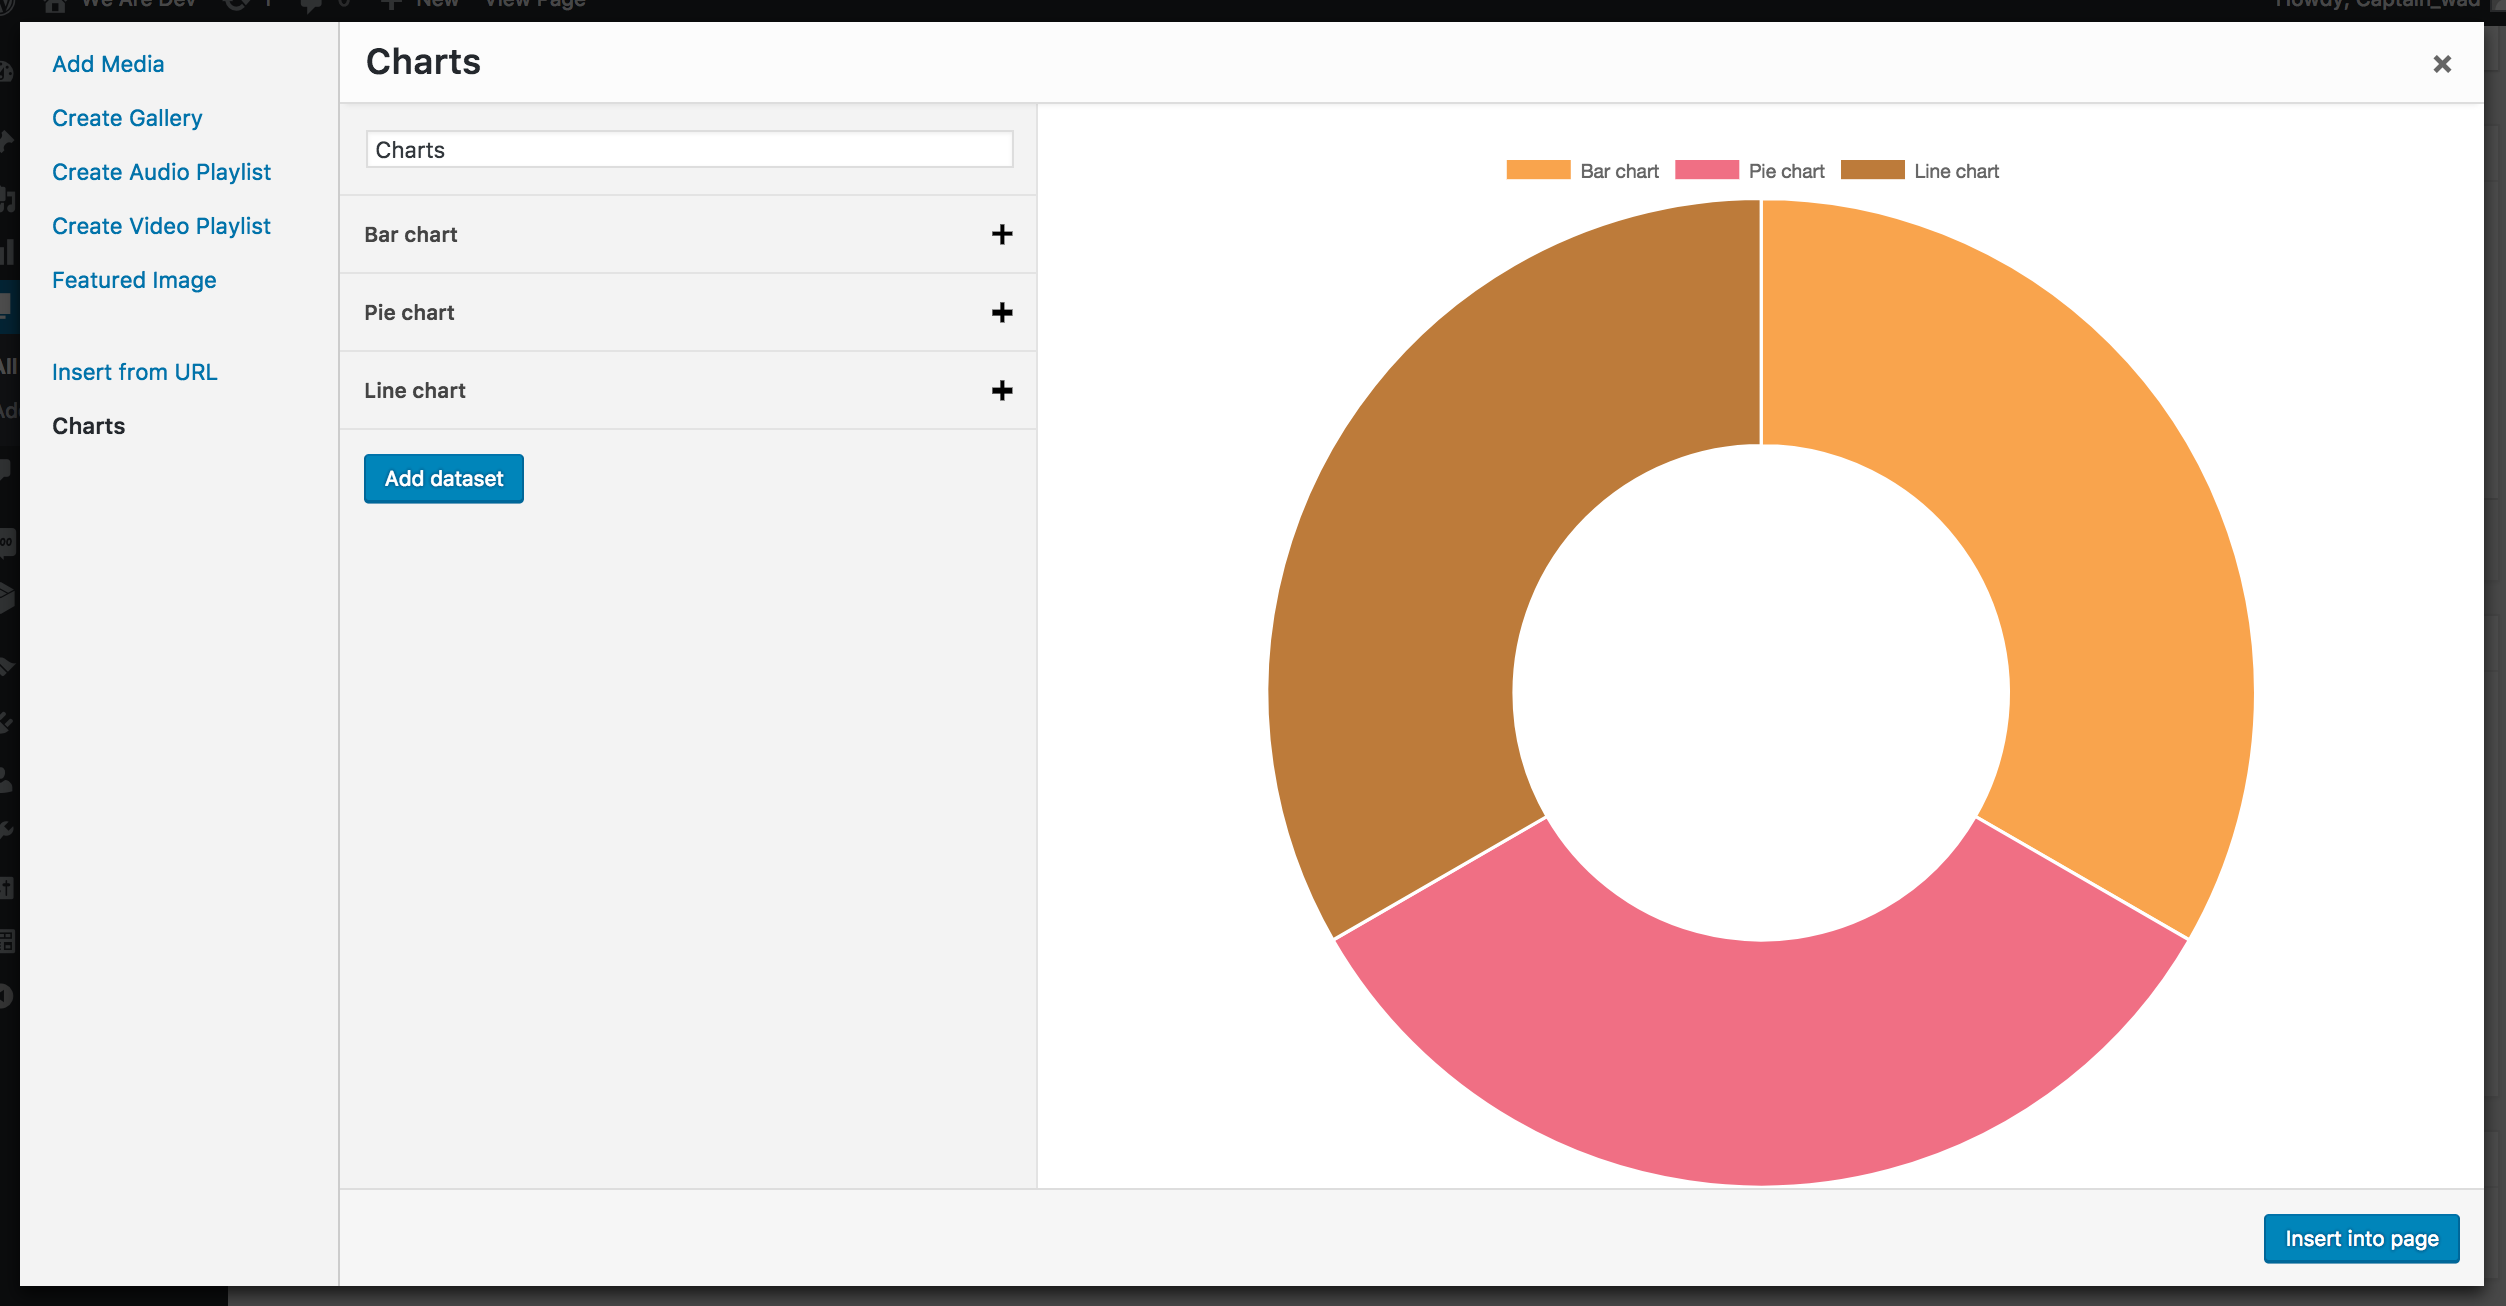 We Are Dev 1 0 New View Page
Howdy, Captain_wad
Add Media
Create Gallery
Create Audio Playlist
Create Video Playlist
Featured Image
Insert from URL
Charts
Charts
Charts
Bar chart
Pie chart
Line chart
Add dataset
Bar chart Pie chart Line chart
Insert into page